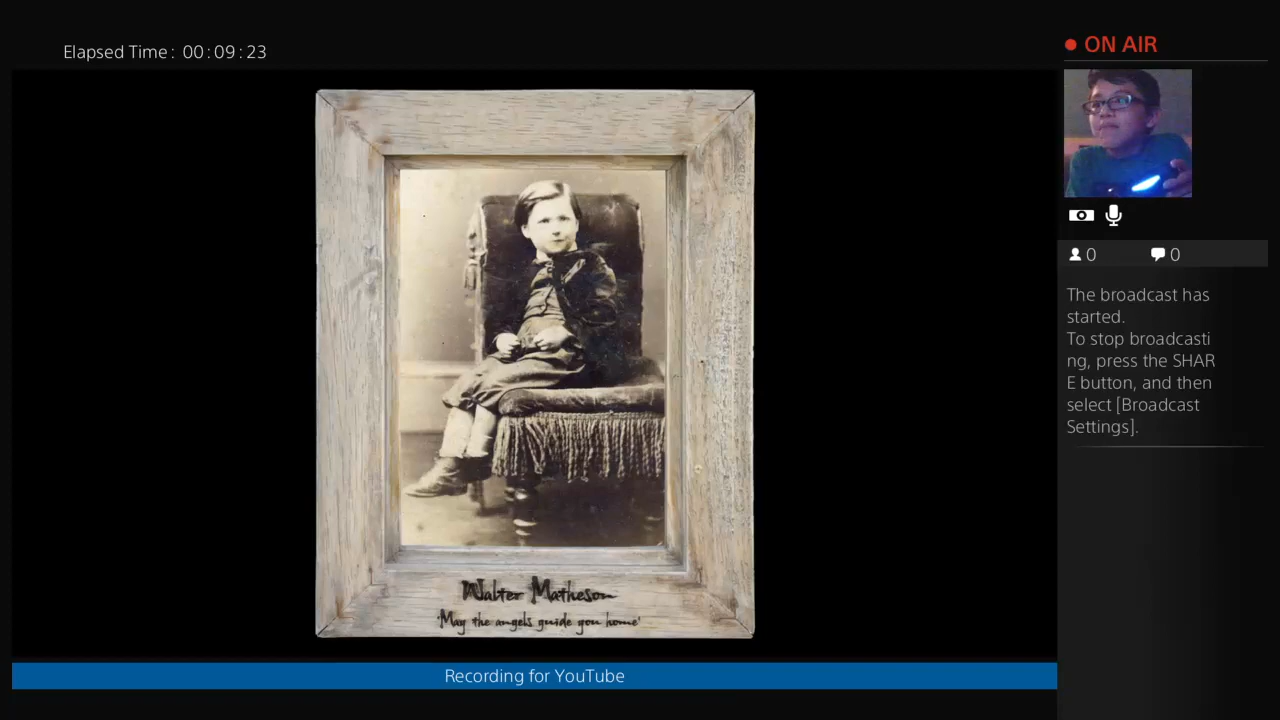 Elapsed Time: 00:09:23
ON AIR
0 0
The broadcast has
started.
To stop broadcasti
ng, press the SHAR
E button, and then
select [Broadcast
Settings].
Walter Matheson
'May the angels guide you home'
Recording for YouTube